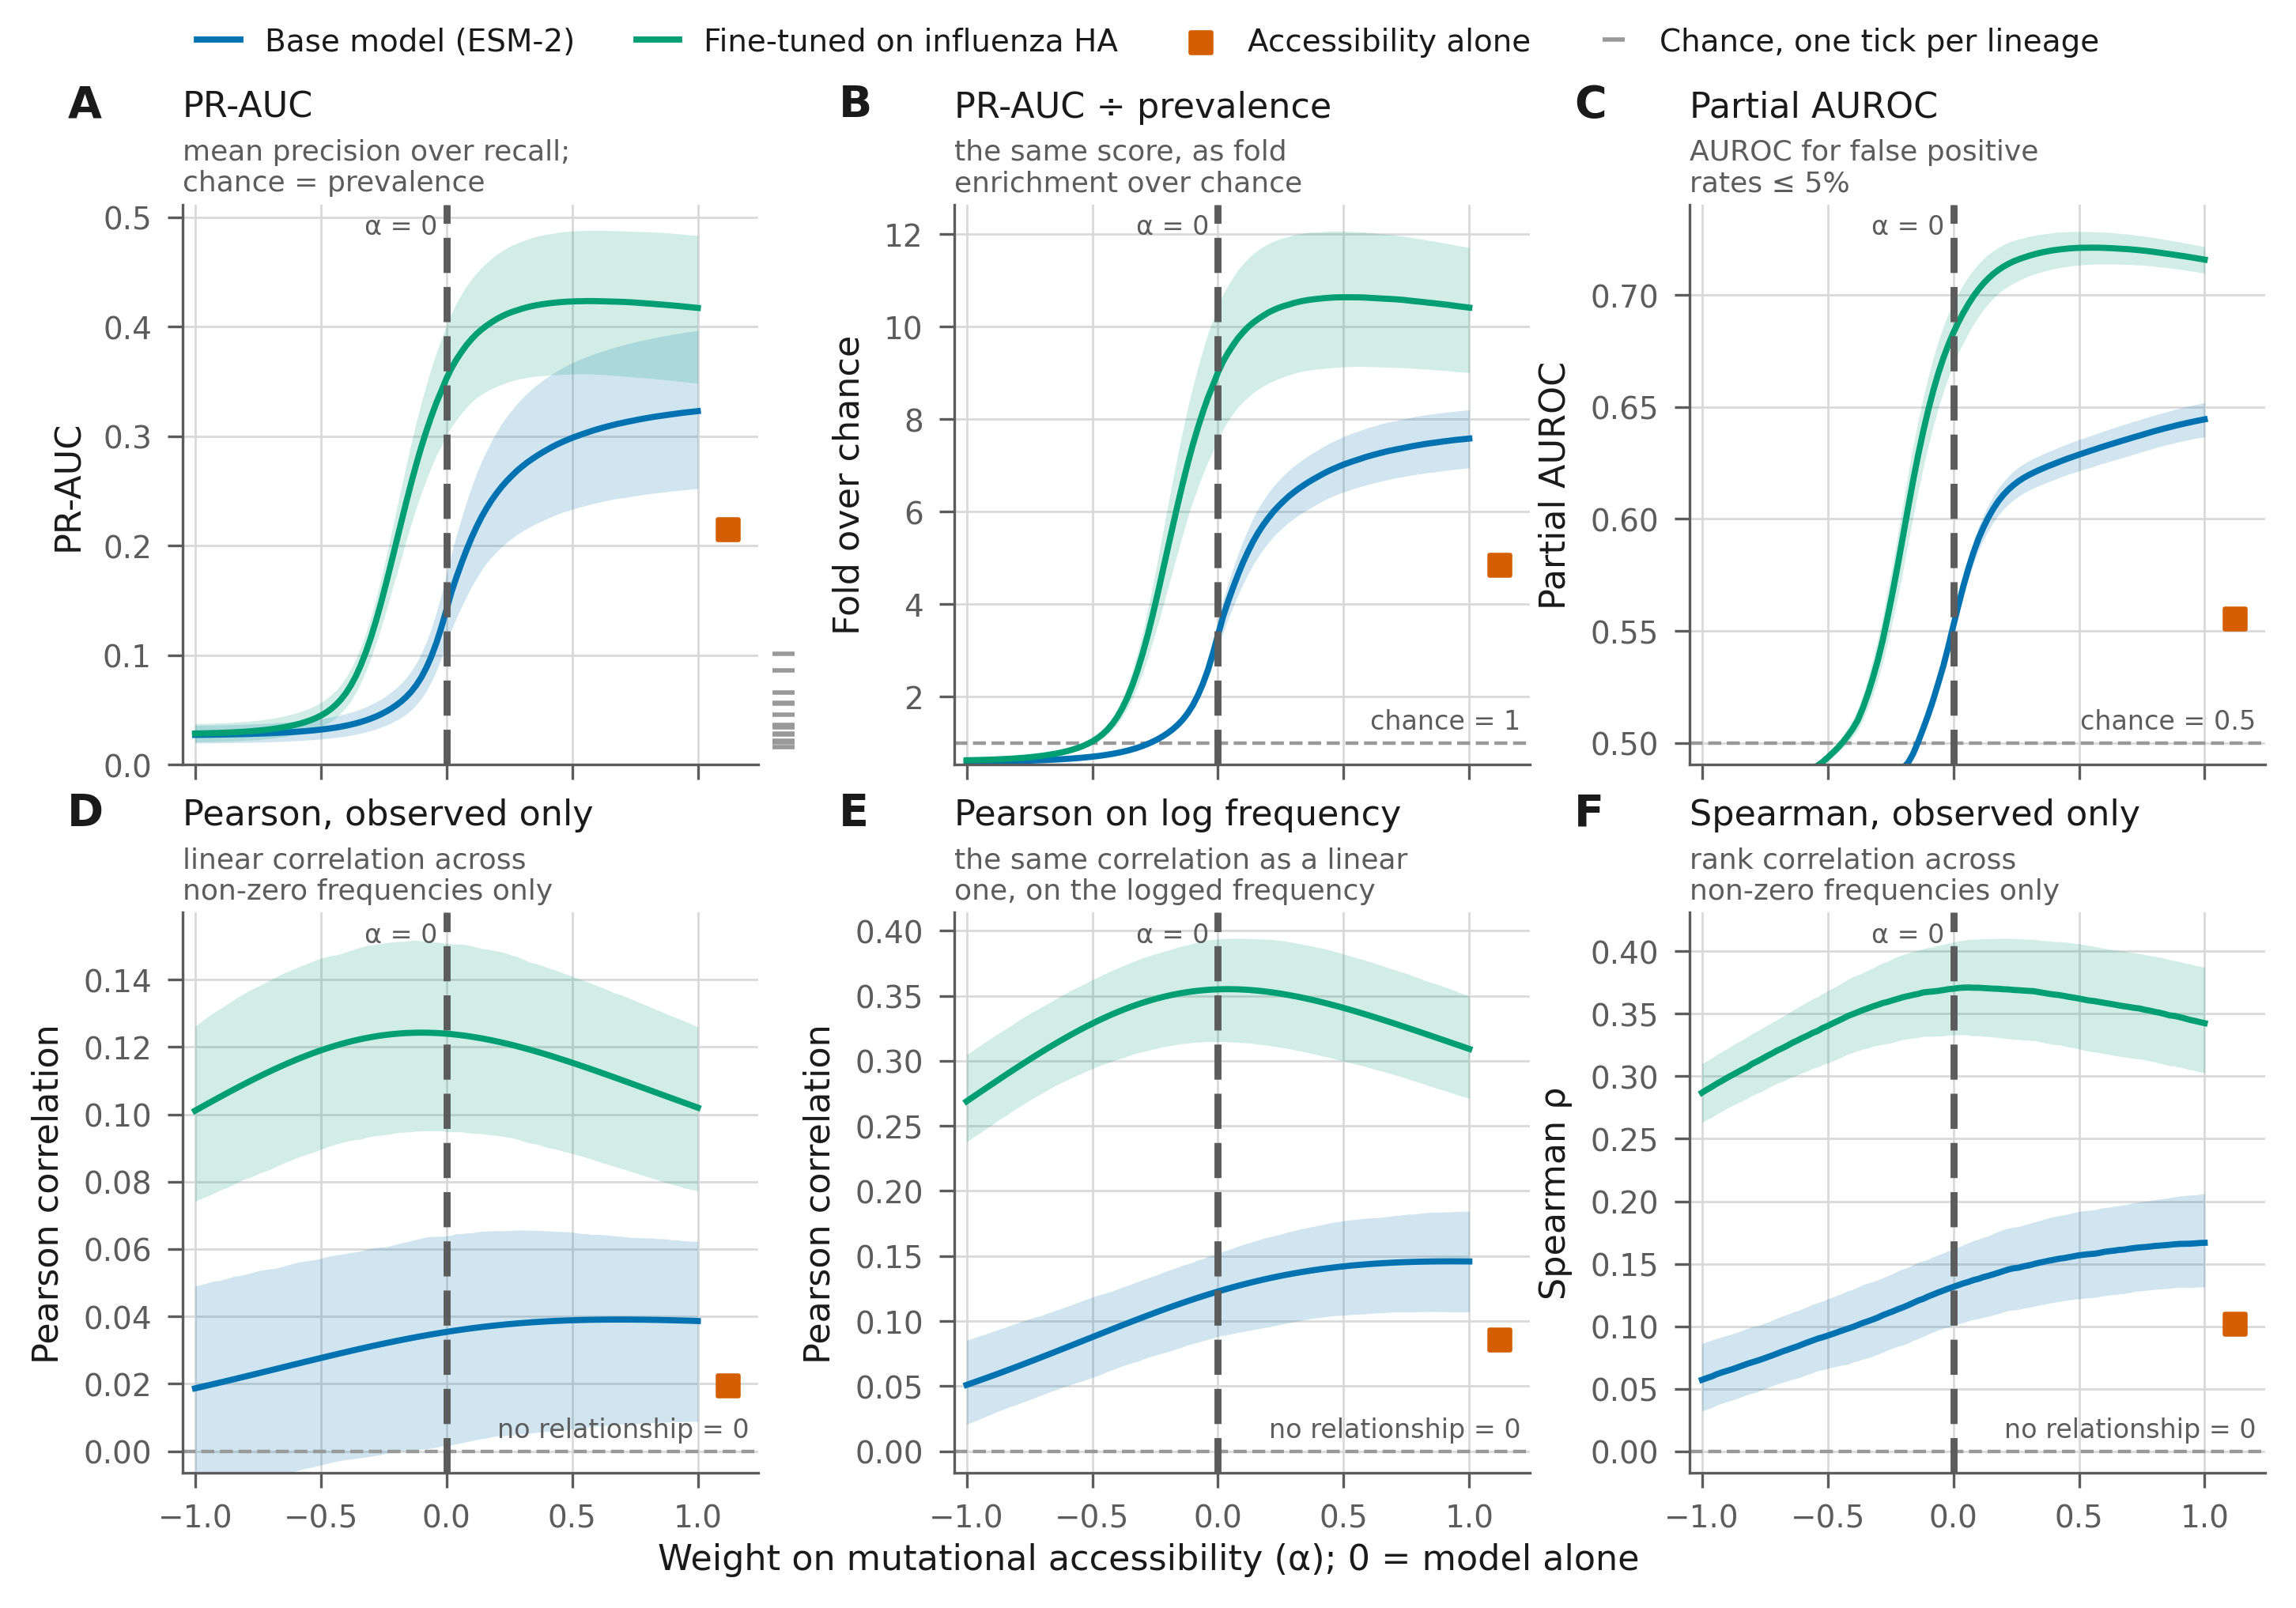 Base model (ESM-2)
Fine-tuned on influenza HA
Accessibility alone
Chance, one tick per lineage
A
PR-AUC
mean precision over recall;
chance = prevalence
α = 0
PR-AUC
0.5
0.4
0.3
0.2
0.1
0.0
B
PR-AUC ÷ prevalence
the same score, as fold
enrichment over chance
α = 0
Fold over chance
12
10
8
6
4
2
chance = 1
C
Partial AUROC
AUROC for false positive
rates ≤ 5%
α = 0
Partial AUROC
0.70
0.65
0.60
0.55
0.50
chance = 0.5
D
Pearson, observed only
linear correlation across
non-zero frequencies only
α = 0
Pearson correlation
0.14
0.12
0.10
0.08
0.06
0.04
0.02
0.00
no relationship = 0
−1.0
−0.5
0.0
0.5
1.0
E
Pearson on log frequency
the same correlation as a linear
one, on the logged frequency
α = 0
Pearson correlation
0.40
0.35
0.30
0.25
0.20
0.15
0.10
0.05
0.00
no relationship = 0
−1.0
−0.5
0.0
0.5
1.0
F
Spearman, observed only
rank correlation across
non-zero frequencies only
α = 0
Spearman ρ
0.40
0.35
0.30
0.25
0.20
0.15
0.10
0.05
0.00
no relationship = 0
−1.0
−0.5
0.0
0.5
1.0
Weight on mutational accessibility (α); 0 = model alone